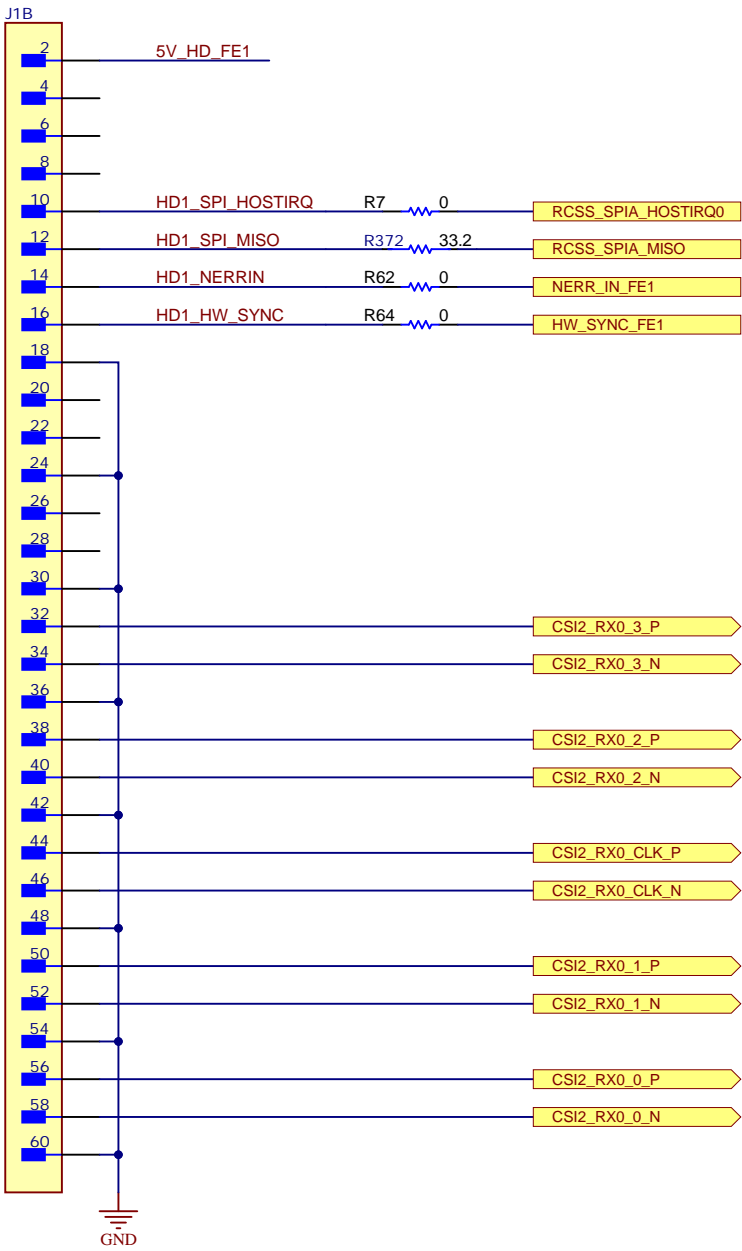 J1B
2 5V_HD_FE1
4
6
8
10 HD1_SPI_HOSTIRQ R7 0 RCSS_SPIA_HOSTIRQ0
12 HD1_SPI_MISO R372 33.2 RCSS_SPIA_MISO
14 HD1_NERRIN R62 0 NERR_IN_FE1
16 HD1_HW_SYNC R64 0 HW_SYNC_FE1
18
20
22
24
26
28
30
32 CSI2_RX0_3_P
34 CSI2_RX0_3_N
36
38 CSI2_RX0_2_P
40 CSI2_RX0_2_N
42
44 CSI2_RX0_CLK_P
46 CSI2_RX0_CLK_N
48
50 CSI2_RX0_1_P
52 CSI2_RX0_1_N
54
56 CSI2_RX0_0_P
58 CSI2_RX0_0_N
60
GND